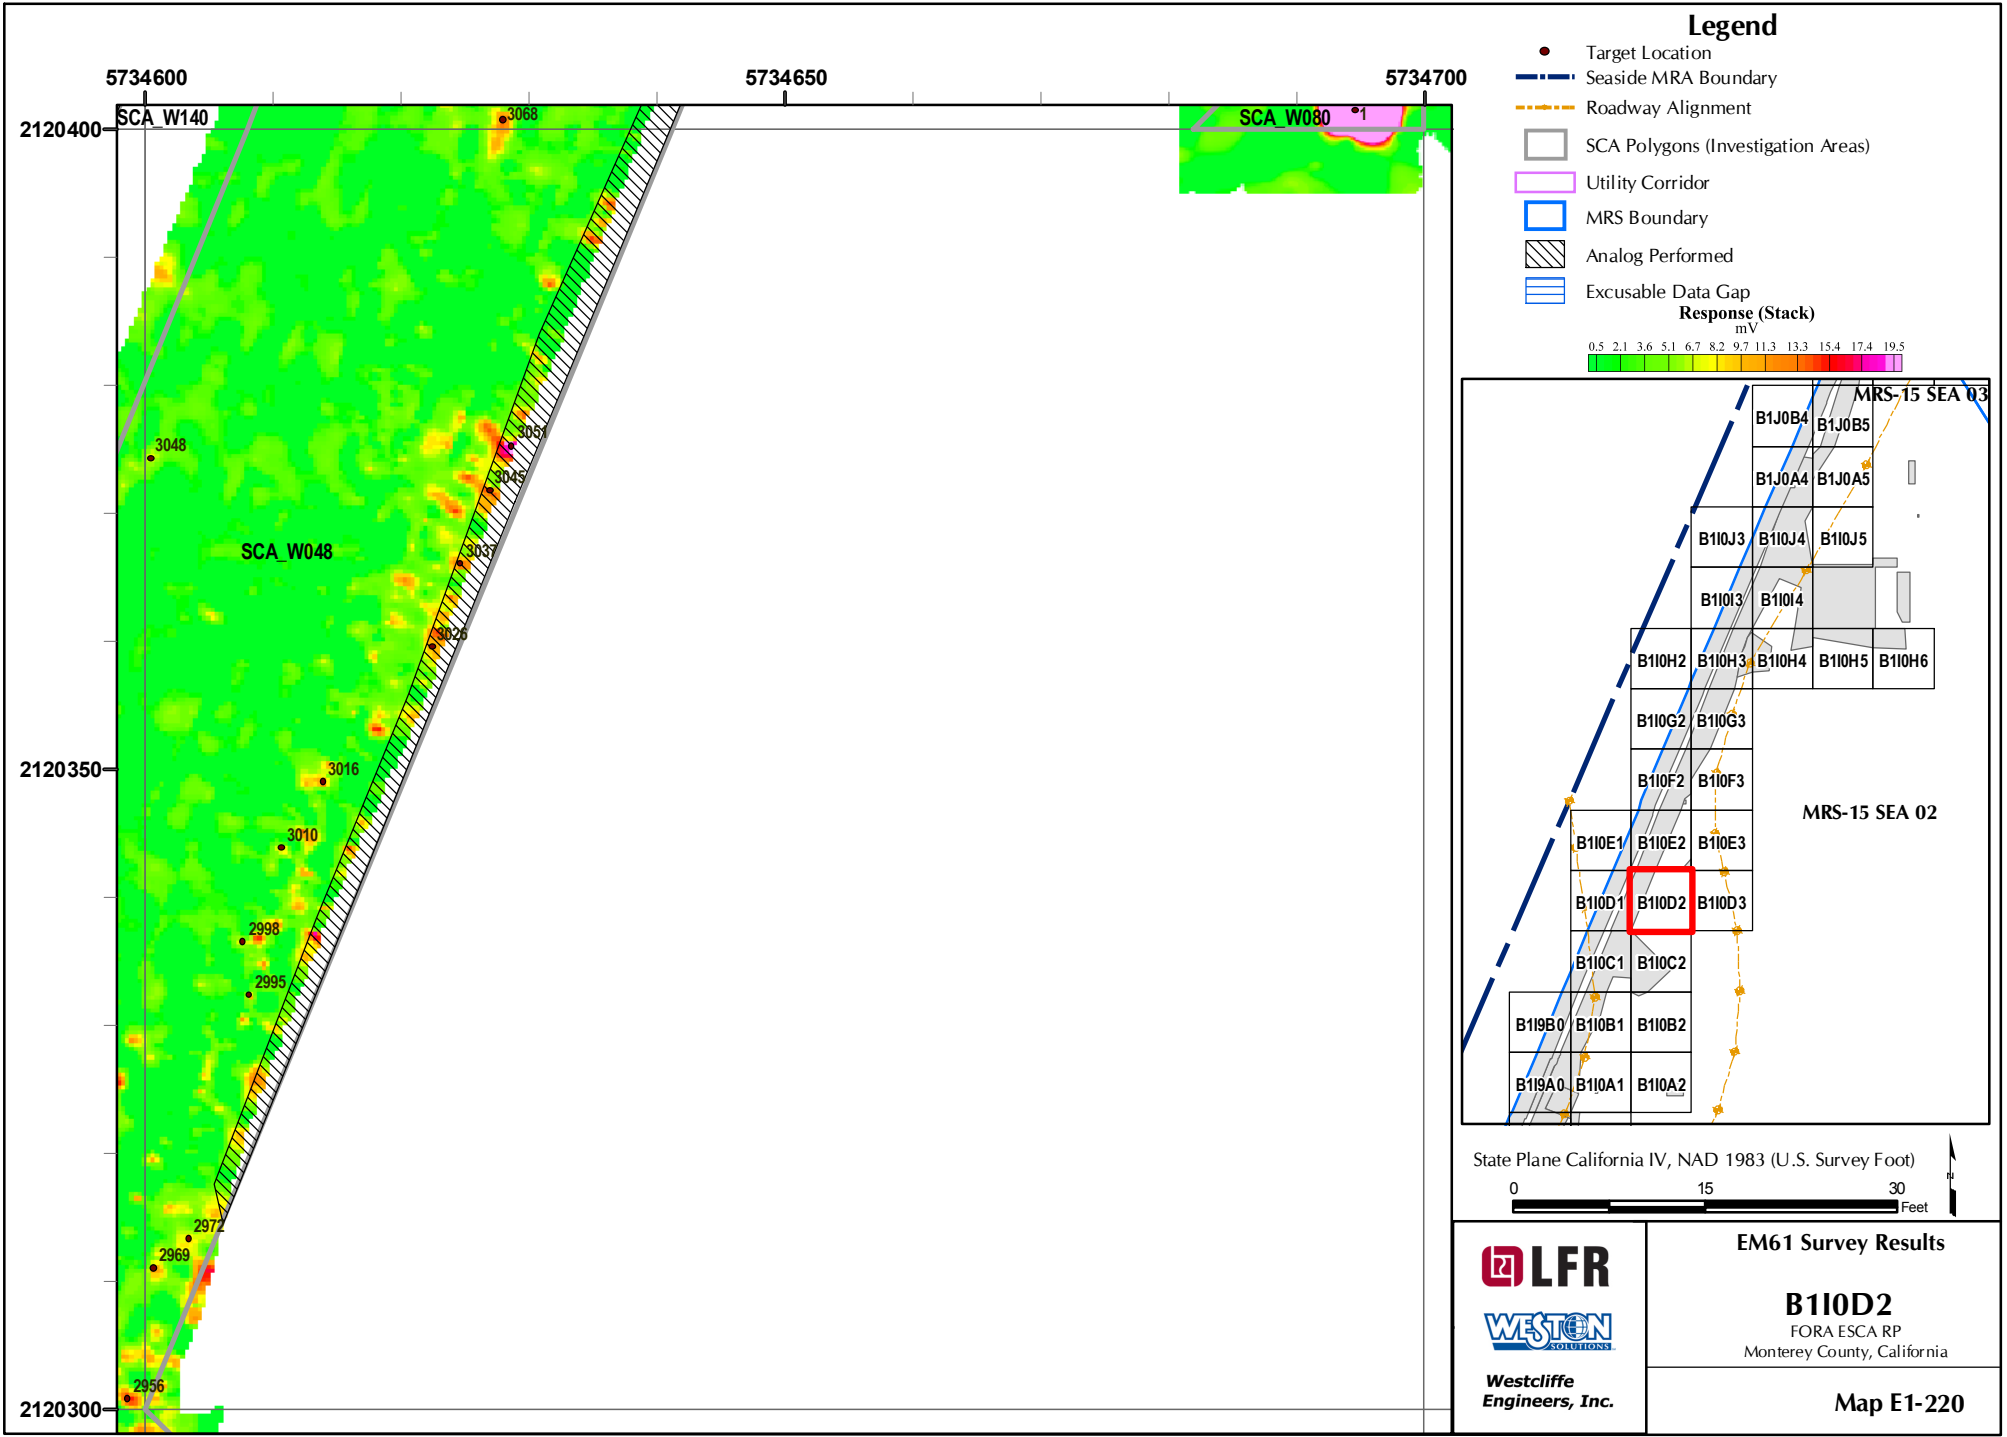 Legend
Target Location
Seaside MRA Boundary
Roadway Alignment
SCA Polygons (Investigation Areas)
Utility Corridor
MRS Boundary
Analog Performed
Excusable Data Gap
Response (Stack)
mV
0.5 2.1 3.6 5.1 6.7 8.2 9.7 11.3 13.3 15.4 17.4 19.5
5734600 5734650 5734700
2120400
2120350
2120300
SCA_W140
SCA_W080
SCA_W048
3068
1
3051
3048
3045
3037
3026
3016
3010
2998
2995
2972
2969
2956
MRS-15 SEA 03
B1J0B4 B1J0B5
B1J0A4 B1J0A5
B1I0J3 B1I0J4 B1I0J5
B1I0I3 B1I0I4
B1I0H2 B1I0H3 B1I0H4 B1I0H5 B1I0H6
B1I0G2 B1I0G3
B1I0F2 B1I0F3
MRS-15 SEA 02
B1I0E1 B1I0E2 B1I0E3
B1I0D1 B1I0D2 B1I0D3
B1I0C1 B1I0C2
B1I9B0 B1I0B1 B1I0B2
B1I9A0 B1I0A1 B1I0A2
State Plane California IV, NAD 1983 (U.S. Survey Foot)
0 15 30
Feet
N
LFR
WESTON
SOLUTIONS
Westcliffe
Engineers, Inc.
EM61 Survey Results
B1I0D2
FORA ESCA RP
Monterey County, California
Map E1-220